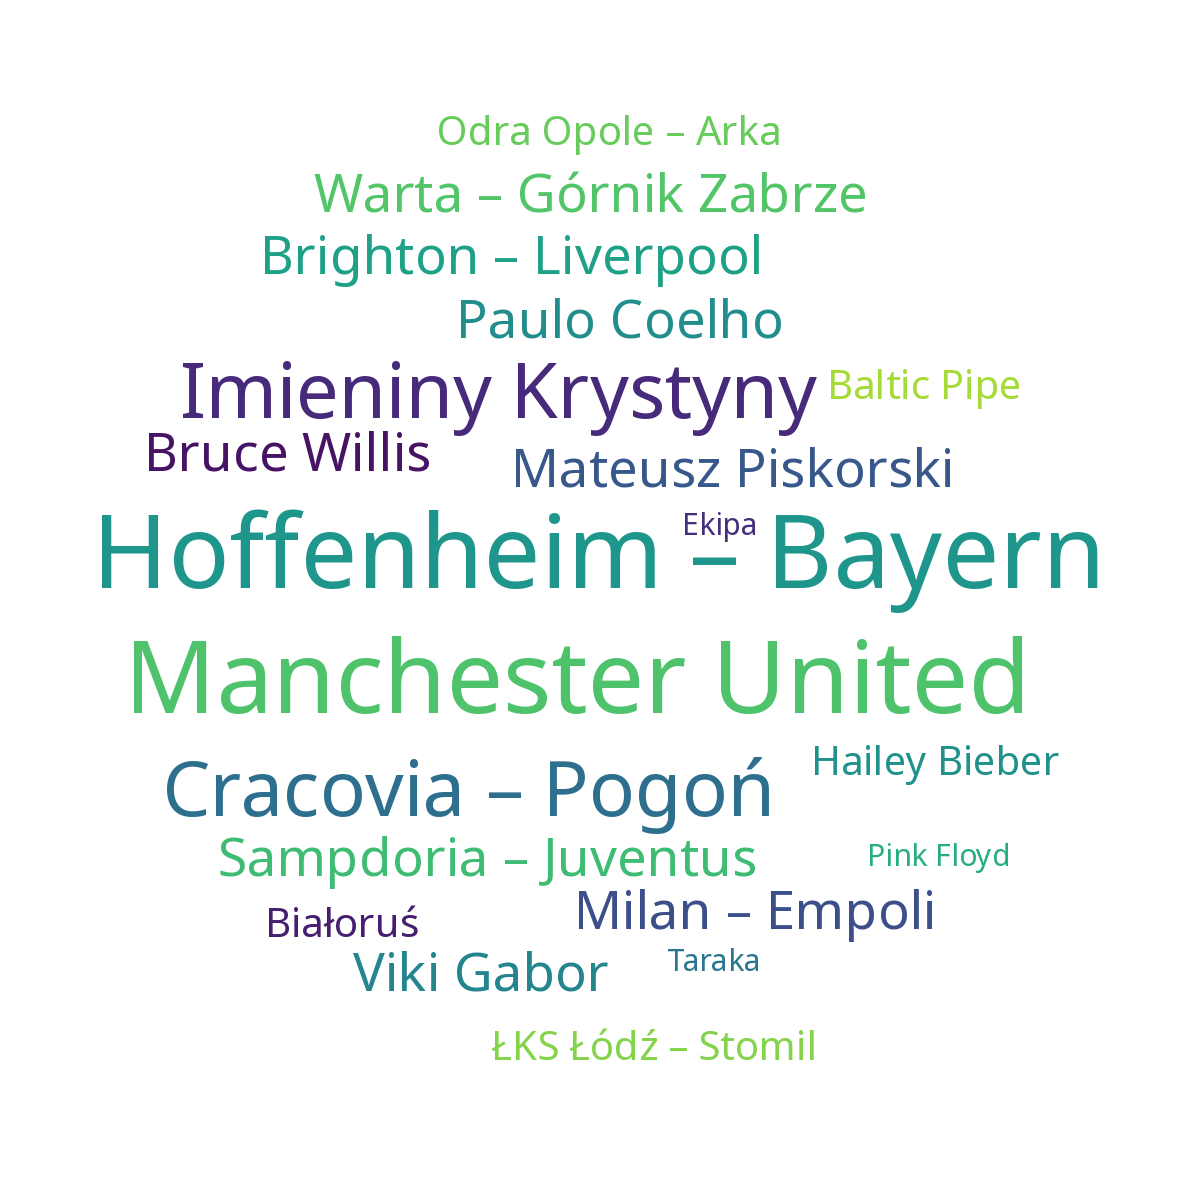 Odra Opole – Arka
Warta – Górnik Zabrze
Brighton – Liverpool
Paulo Coelho
Imieniny Krystyny
Baltic Pipe
Bruce Willis
Mateusz Piskorski
Ekipa
Hoffenheim – Bayern
Manchester United
Hailey Bieber
Cracovia – Pogoń
Sampdoria – Juventus
Pink Floyd
Milan – Empoli
Białoruś
Viki Gabor
Taraka
ŁKS Łódź – Stomil